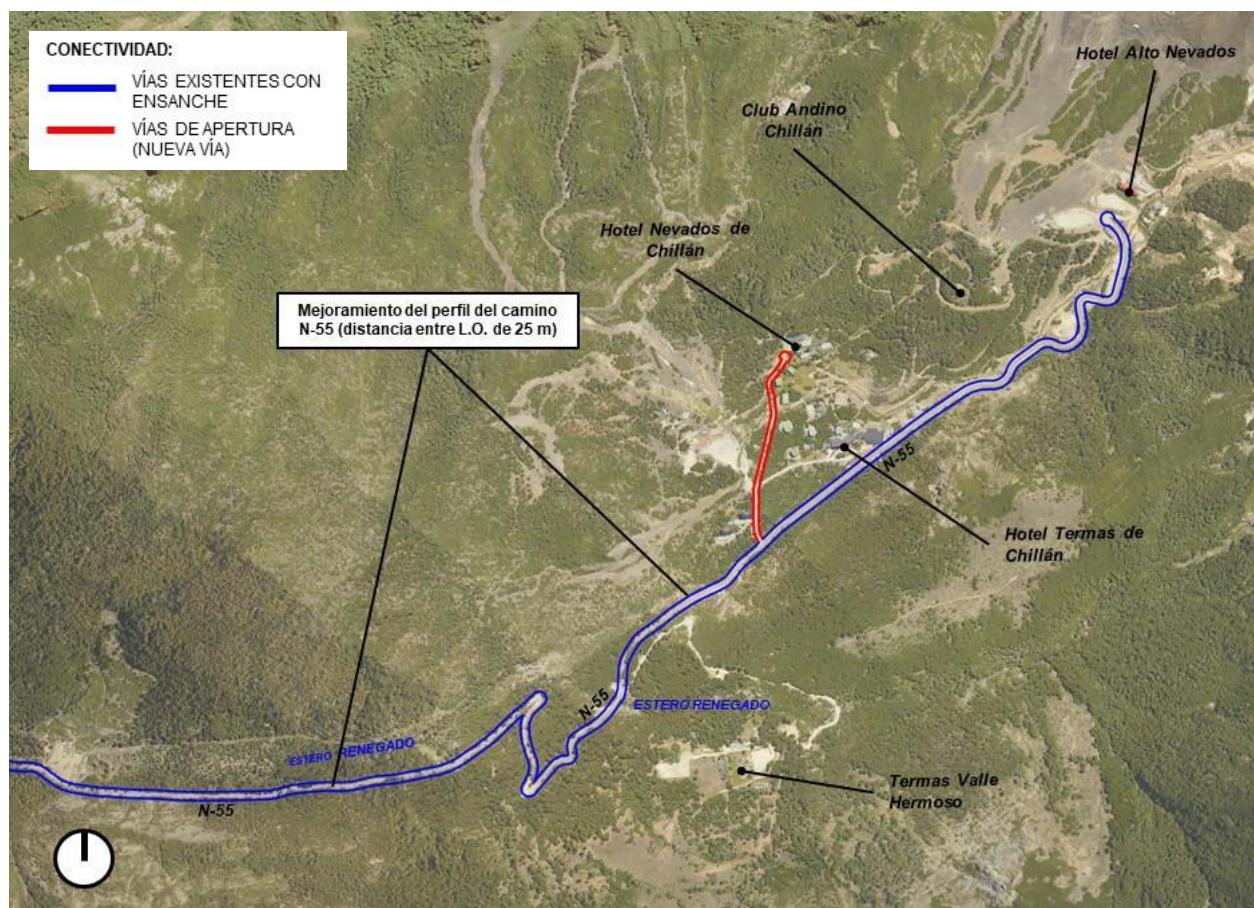 CONECTIVIDAD:
VÍAS EXISTENTES CON
ENSANCHE
VÍAS DE APERTURA
(NUEVA VÍA)
Hotel Alto Nevados
Club Andino
Chillán
Hotel Nevados de
Chillán
Mejoramiento del perfil del camino
N-55 (distancia entre L.O. de 25 m)
N-55
Hotel Termas de
Chillán
N-55
ESTERO RENEGADO
ESTERO RENEGADO
Termas Valle
Hermoso
N-55